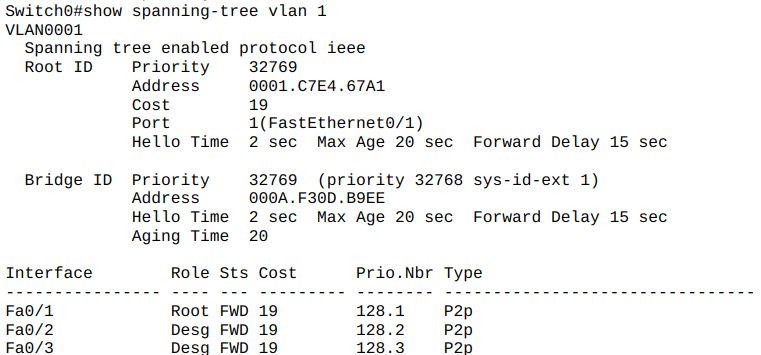 Switch0#show spanning-tree vlan 1
VLAN0001
  Spanning tree enabled protocol ieee
  Root ID    Priority    32769
             Address     0001.C7E4.67A1
             Cost        19
             Port        1(FastEthernet0/1)
             Hello Time  2 sec  Max Age 20 sec  Forward Delay 15 sec

  Bridge ID  Priority    32769  (priority 32768 sys-id-ext 1)
             Address     000A.F30D.B9EE
             Hello Time  2 sec  Max Age 20 sec  Forward Delay 15 sec
             Aging Time  20

Interface        Role Sts Cost      Prio.Nbr Type
---------------- ---- --- --------- -------- --------------------------------
Fa0/1            Root FWD 19        128.1    P2p
Fa0/2            Desg FWD 19        128.2    P2p
Fa0/3            Desg FWD 19        128.3    P2p